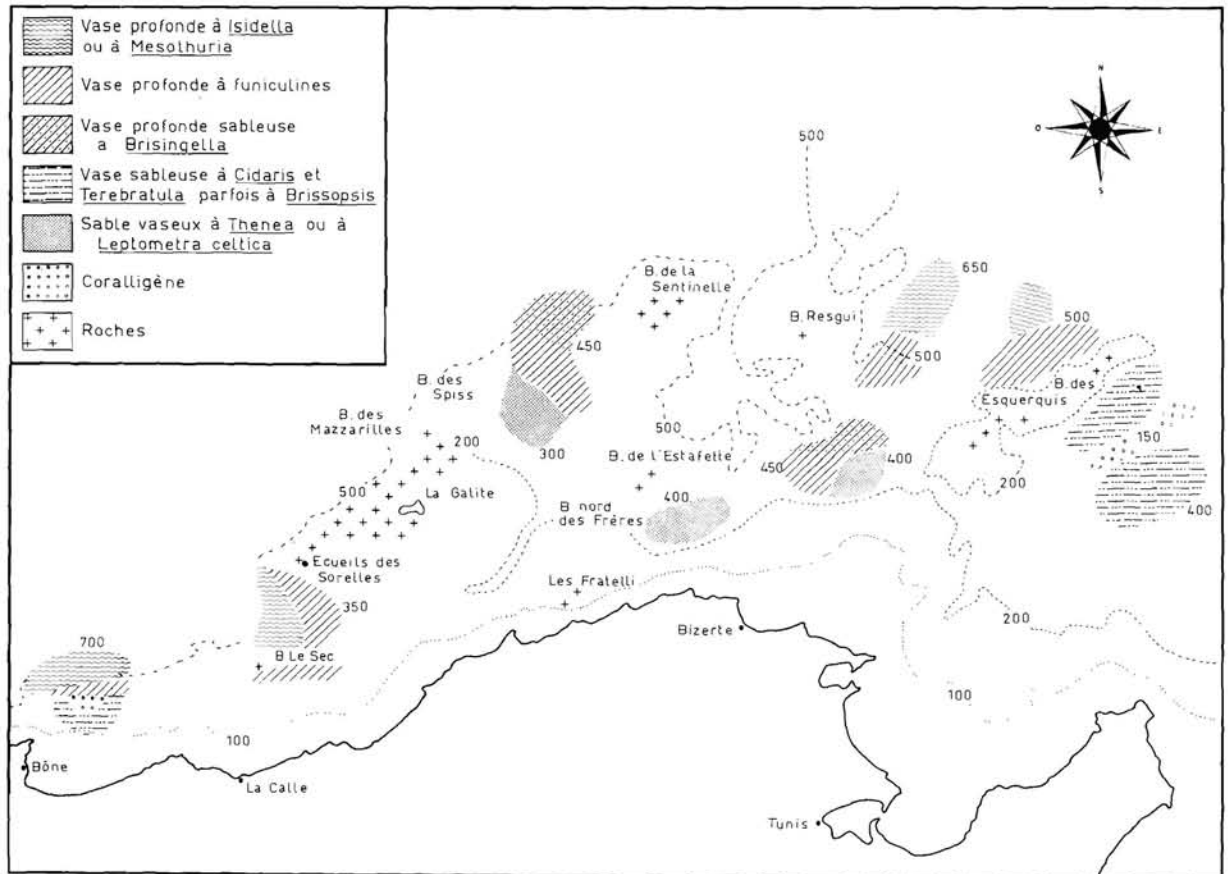 Vase profonde à Isidella
ou à Mesolhuria
Vase profonde à funiculines
Vase profonde sableuse
a Brisingella
Vase sableuse à Cidaris et
Terebratula parfois à Brissopsis
Sable vaseux à Thenea ou à
Leptometra celtica
Coralligène
Roches
N
O
E
S
500
650
B. de la
Sentinelle
B. Resgui
500
450
500
B. des
Spiss
B. des
Esquerquis
B. des
Mazzarilles
200
300
500
B. de l'Estafette
450
400
150
200
400
500
La Galite
400
B nord
des Frères
Ecueils des
Sorelles
Les Fratelli
350
Bizerte
200
700
B Le Sec
100
100
Bône
La Calle
Tunis